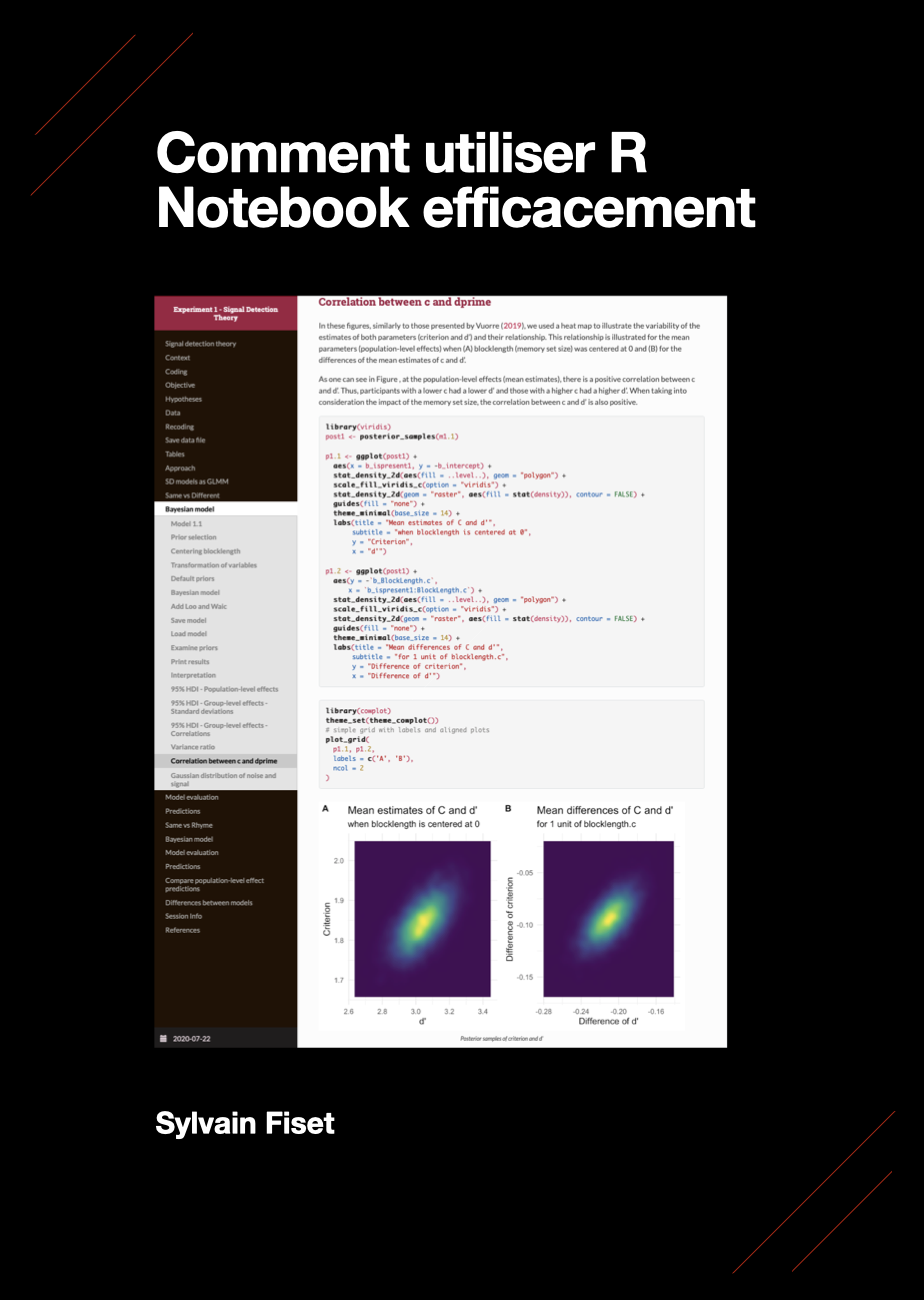 Comment utiliser R
Notebook efficacement
Experiment 1 - Signal Detection
Theory
Signal detection theory
Context
Coding
Objective
Hypotheses
Data
Recoding
Save data file
Tables
Approach
SD models as GLMM
Same vs Different
Bayesian model
Model 1.1
Prior selection
Centering blocklength
Transformation of variables
Default priors
Bayesian model
Add Loo and Waic
Save model
Load model
Examine priors
Print results
Interpretation
95% HDI - Population-level effects
95% HDI - Group-level effects -
Standard deviations
95% HDI - Group-level effects -
Correlations
Variance ratio
Correlation between c and dprime
Gaussian distribution of noise and
signal
Model evaluation
Predictions
Same vs Rhyme
Bayesian model
Model evaluation
Predictions
Compare population-level effect
predictions
Differences between models
Session Info
References
2020-07-22
Correlation between c and dprime
In these figures, similarly to those presented by Vuorre (2019), we used a heat map to illustrate the variability of the
estimates of both parameters (criterion and d') and their relationship. This relationship is illustrated for the mean
parameters (population-level effects) when (A) blocklength (memory set size) was centered at 0 and (B) for the
differences of the mean estimates of c and d'.
As one can see in Figure , at the population-level effects (mean estimates), there is a positive correlation between c
and d'. Thus, participants with a lower c had a lower d' and those with a higher c had a higher d'. When taking into
consideration the impact of the memory set size, the correlation between c and d' is also positive.
library(viridis)
post1 <- posterior_samples(m1.1)
p1.1 <- ggplot(post1) +
aes(x = b_ispresent1, y = -b_intercept) +
stat_density_2d(aes(fill = ..level..), geom = "polygon") +
scale_fill_viridis_c(option = "viridis") +
stat_density_2d(geom = "raster", aes(fill = stat(density)), contour = FALSE) +
guides(fill = "none") +
theme_minimal(base_size = 14) +
labs(title = "Mean estimates of C and d'",
subtitle = "when blocklength is centered at 0",
y = "Criterion",
x = "d'")
p1.2 <- ggplot(post1) +
aes(y = -`b_BlockLength.c`,
x = `b_ispresent1:BlockLength.c`) +
stat_density_2d(aes(fill = ..level..), geom = "polygon") +
scale_fill_viridis_c(option = "viridis") +
stat_density_2d(geom = "raster", aes(fill = stat(density)), contour = FALSE) +
guides(fill = "none") +
theme_minimal(base_size = 14) +
labs(title = "Mean differences of C and d'",
subtitle = "for 1 unit of blocklength.c",
y = "Difference of criterion",
x = "Difference of d'")
library(cowplot)
theme_set(theme_complot())
# simple grid with labels and aligned plots
plot_grid(
p1.1, p1.2,
labels = c('A', 'B'),
ncol = 2
)
A
Mean estimates of C and d'
when blocklength is centered at 0
Criterion
2.0
1.9
1.8
1.7
2.6 2.8 3.0 3.2 3.4
d'
B
Mean differences of C and d'
for 1 unit of blocklength.c
Difference of criterion
-0.05
-0.10
-0.15
-0.28 -0.24 -0.20 -0.16
Difference of d'
Posterior samples of criterion and d'
Sylvain Fiset